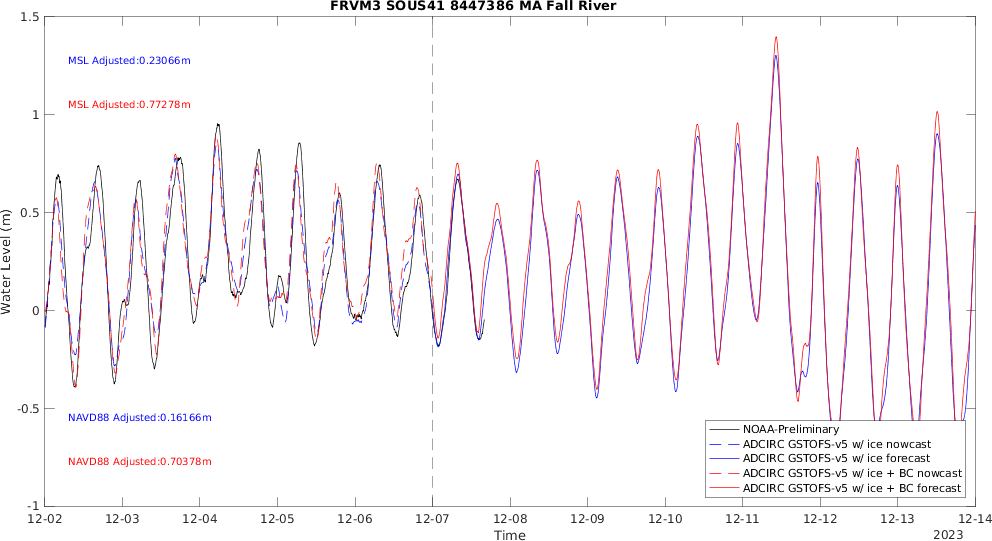 FRVM3 SOUS41 8447386 MA Fall River
Water Level (m)
1.5
1
0.5
0
-0.5
-1
MSL Adjusted:0.23066m
MSL Adjusted:0.77278m
NAVD88 Adjusted:0.16166m
NAVD88 Adjusted:0.70378m
NOAA-Preliminary
ADCIRC GSTOFS-v5 w/ ice nowcast
ADCIRC GSTOFS-v5 w/ ice forecast
ADCIRC GSTOFS-v5 w/ ice + BC nowcast
ADCIRC GSTOFS-v5 w/ ice + BC forecast
12-02 12-03 12-04 12-05 12-06 12-07 12-08 12-09 12-10 12-11 12-12 12-13 12-14
Time
2023